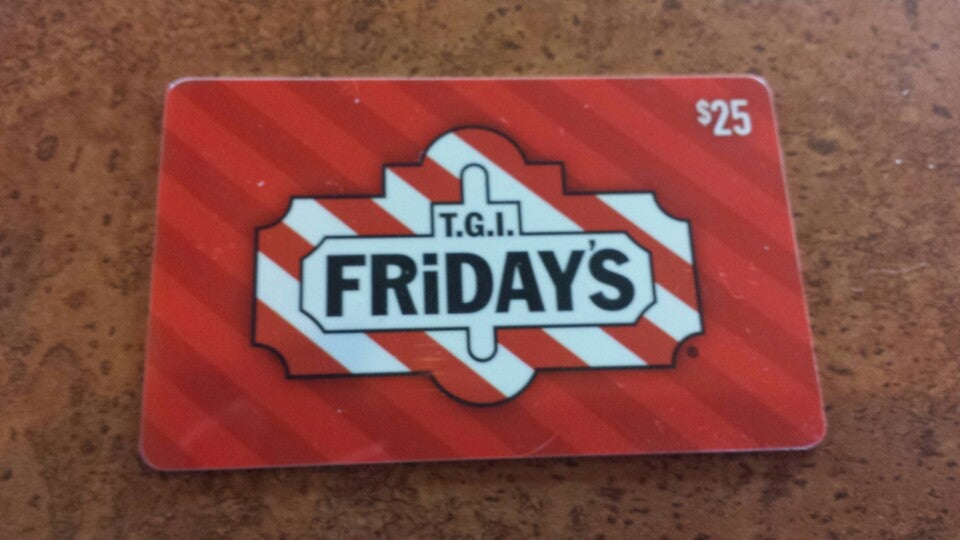 $25
T.G.I.
FRiDAY'S
®